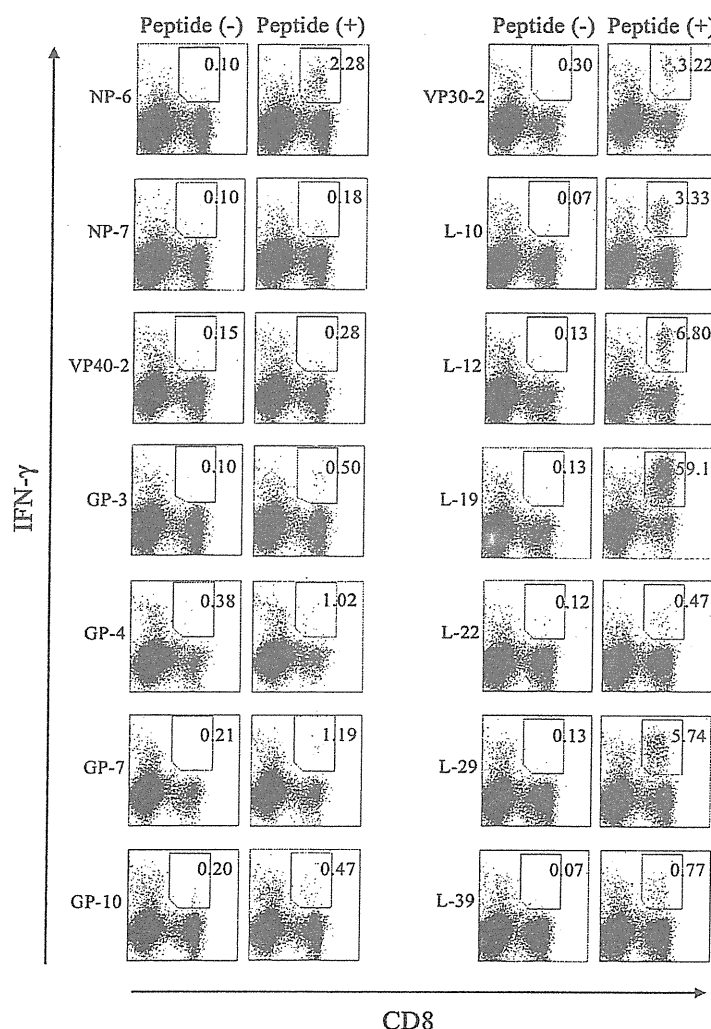 Peptide (-) Peptide (+) Peptide (-) Peptide (+)
NP-6 0.10 2.28 VP30-2 0.30 3.22
NP-7 0.10 0.18 L-10 0.07 3.33
VP40-2 0.15 0.28 L-12 0.13 6.80
GP-3 0.10 0.50 L-19 0.13 59.1
GP-4 0.38 1.02 L-22 0.12 0.47
GP-7 0.21 1.19 L-29 0.13 5.74
GP-10 0.20 0.47 L-39 0.07 0.77
IFN-γ
CD8